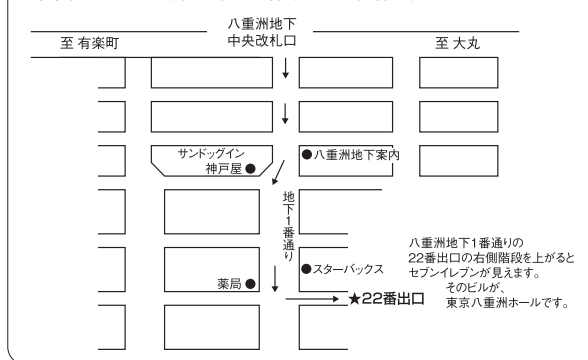 八重洲地下
中央改札口
至 有楽町
至 大丸
サンドッグイン
神戸屋
八重洲地下案内
地下1番通り
スターバックス
薬局
★22番出口
八重洲地下1番通りの
22番出口の右側階段を上がると
セブンイレブンが見えます。
そのビルが、
東京八重洲ホールです。